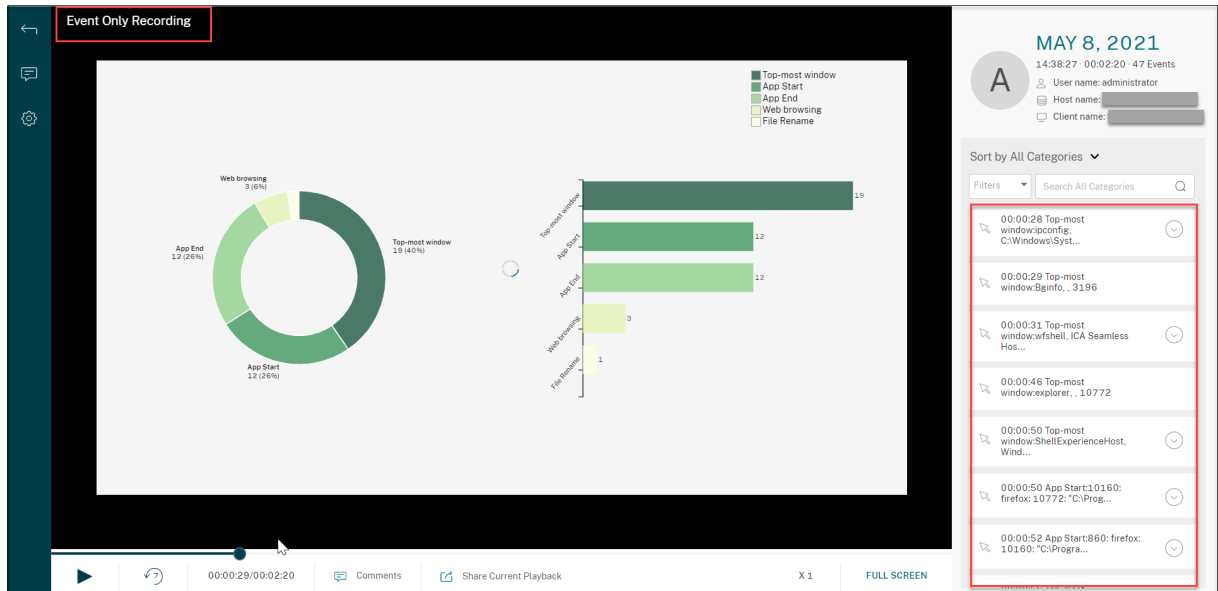 Event Only Recording
Top-most window
App Start
App End
Web browsing
File Rename
Web browsing
3 (6%)
App End
12 (26%)
Top-most window
19 (40%)
App Start
12 (26%)
Top-most window
19
App Start
12
App End
12
Web browsing
3
File Rename
1
7
00:00:29/00:02:20
Comments
Share Current Playback
X 1
FULL SCREEN
A
MAY 8, 2021
14:38:27 · 00:02:20 · 47 Events
User name: administrator
Host name:
Client name:
Sort by All Categories
Filters
Search All Categories
00:00:28 Top-most
window:ipconfig,
C:\Windows\Syst...
00:00:29 Top-most
window:Bginfo, , 3196
00:00:31 Top-most
window:wfshell, ICA Seamless
Hos...
00:00:46 Top-most
window:explorer, , 10772
00:00:50 Top-most
window:ShellExperienceHost,
Wind...
00:00:50 App Start:10160:
firefox: 10772: "C:\Prog...
00:00:52 App Start:860: firefox:
10160: "C:\Progra...